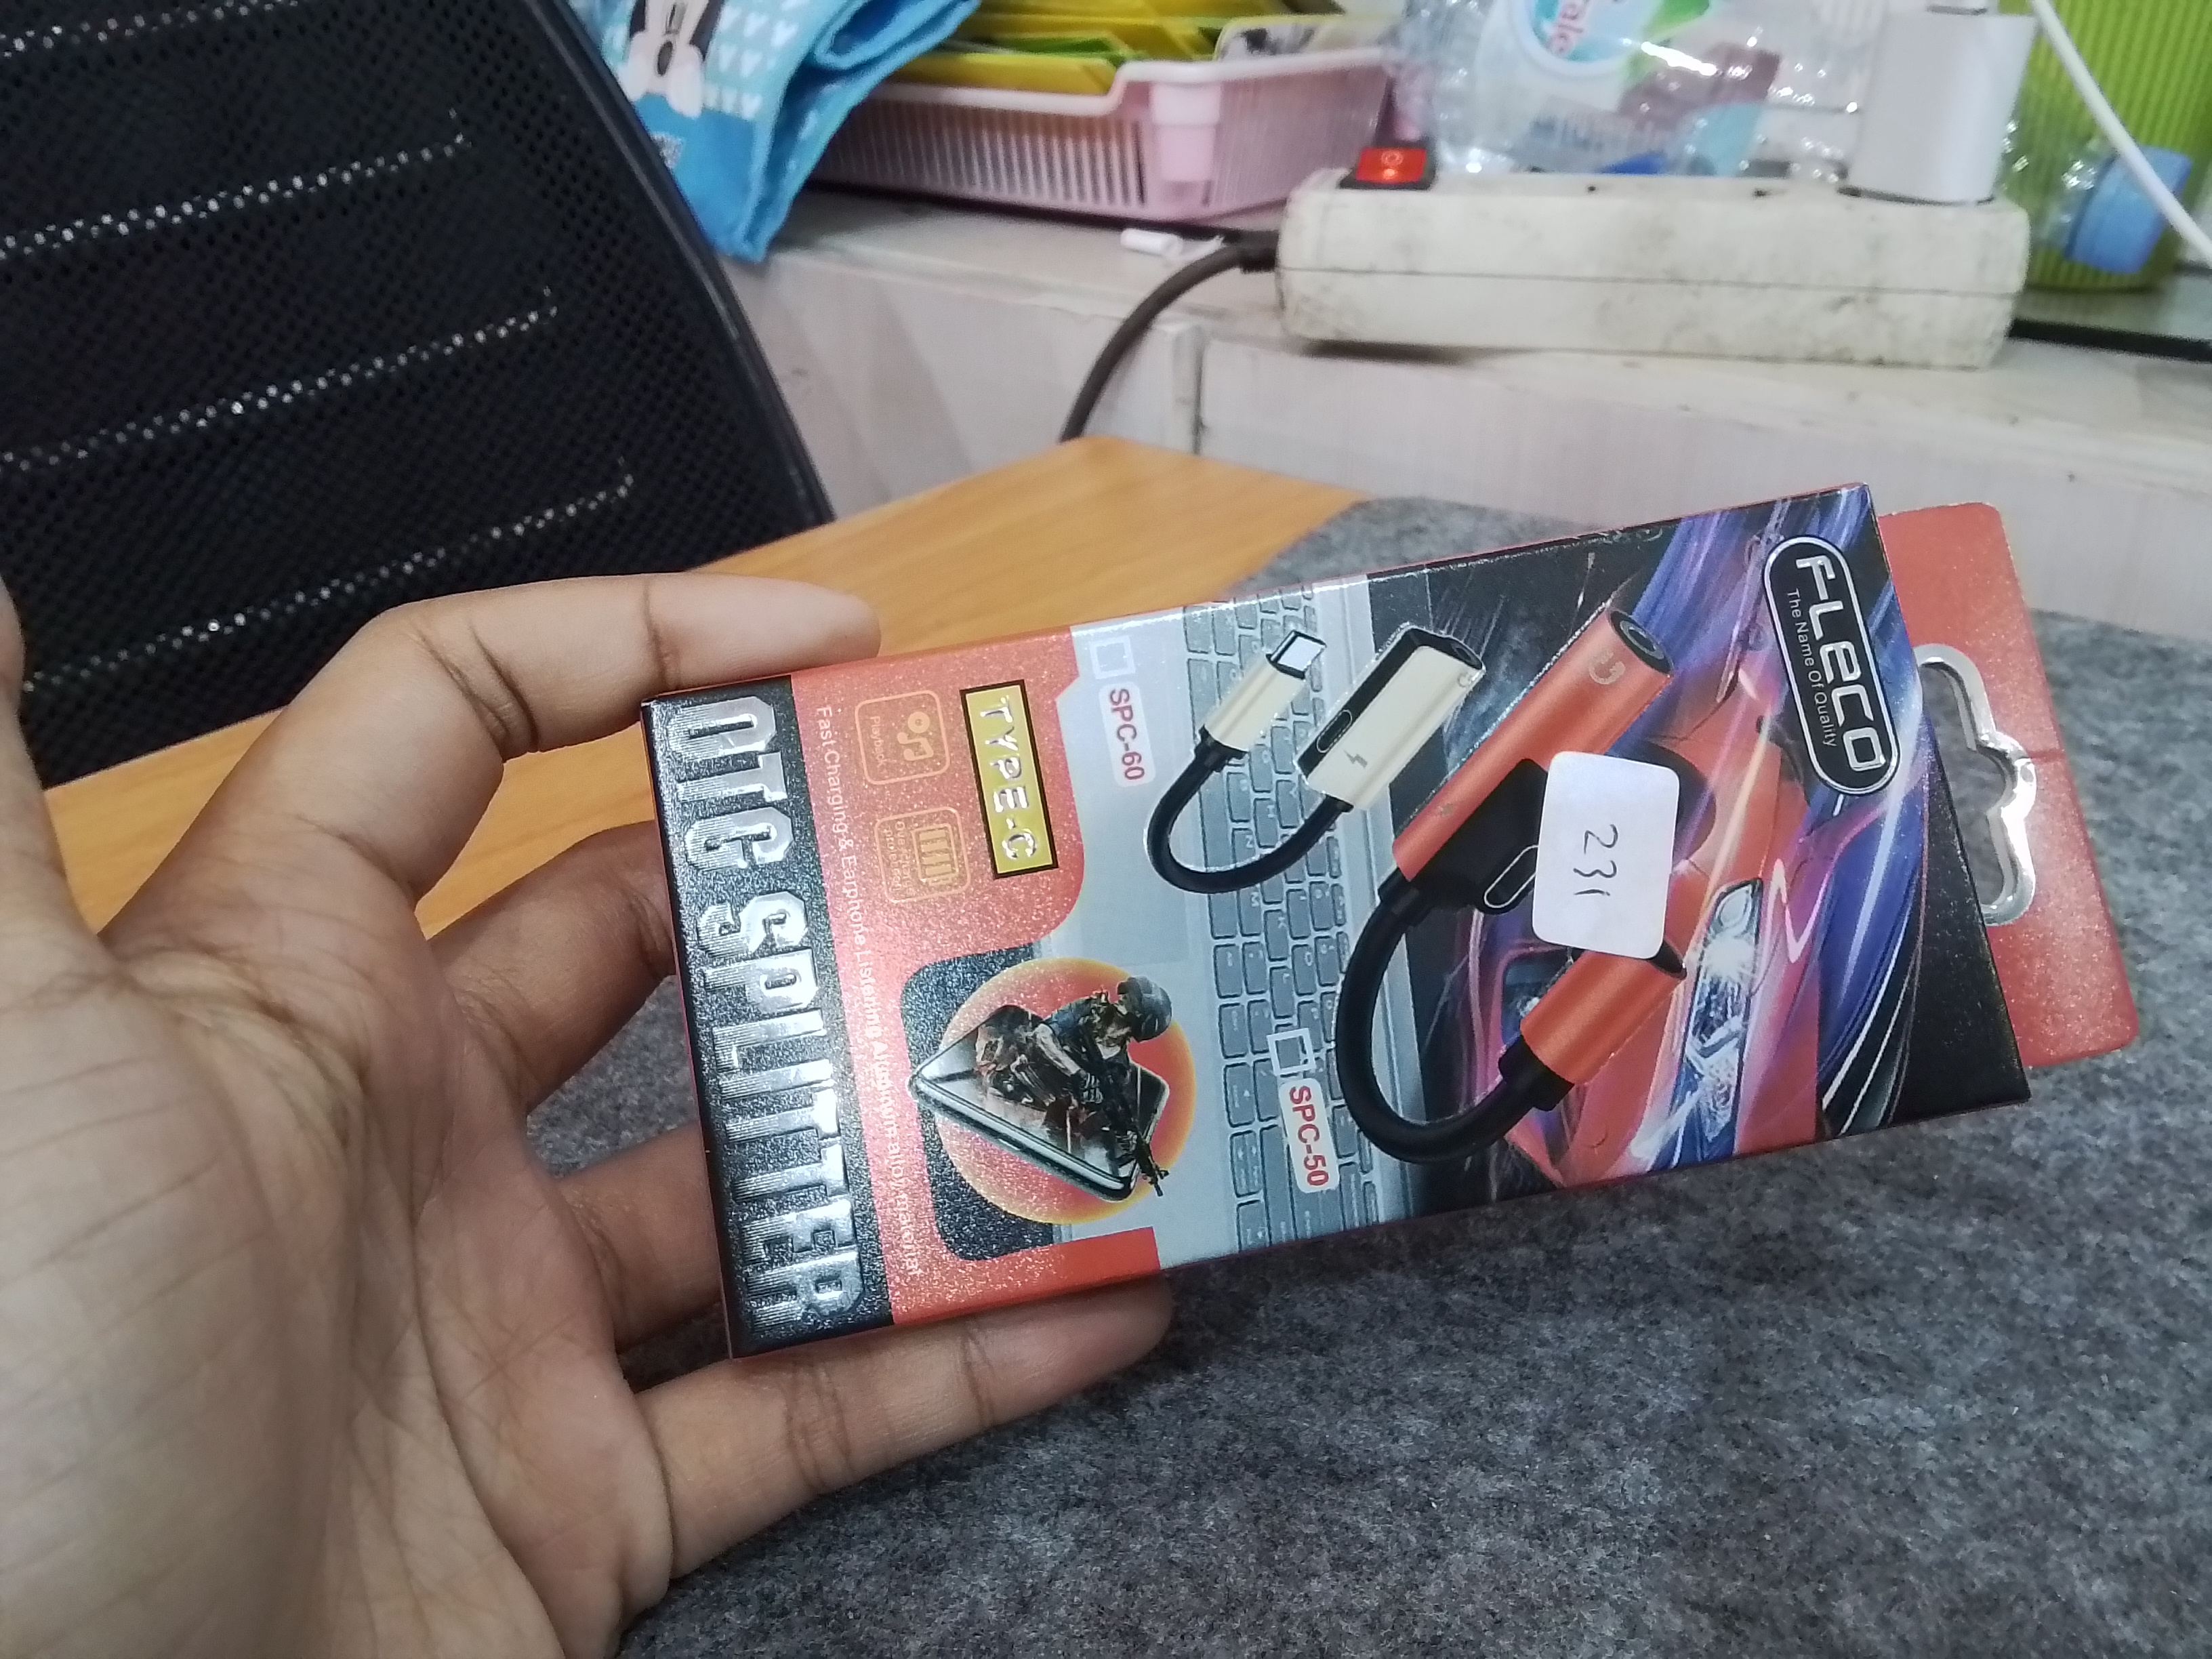 FLECO
The Name Of Quality
231
SPC-60
SPC-50
TYPE-C
Playback
Fast Charging & Earphone Listening Aluminum alloy material
OTG SPLITTER